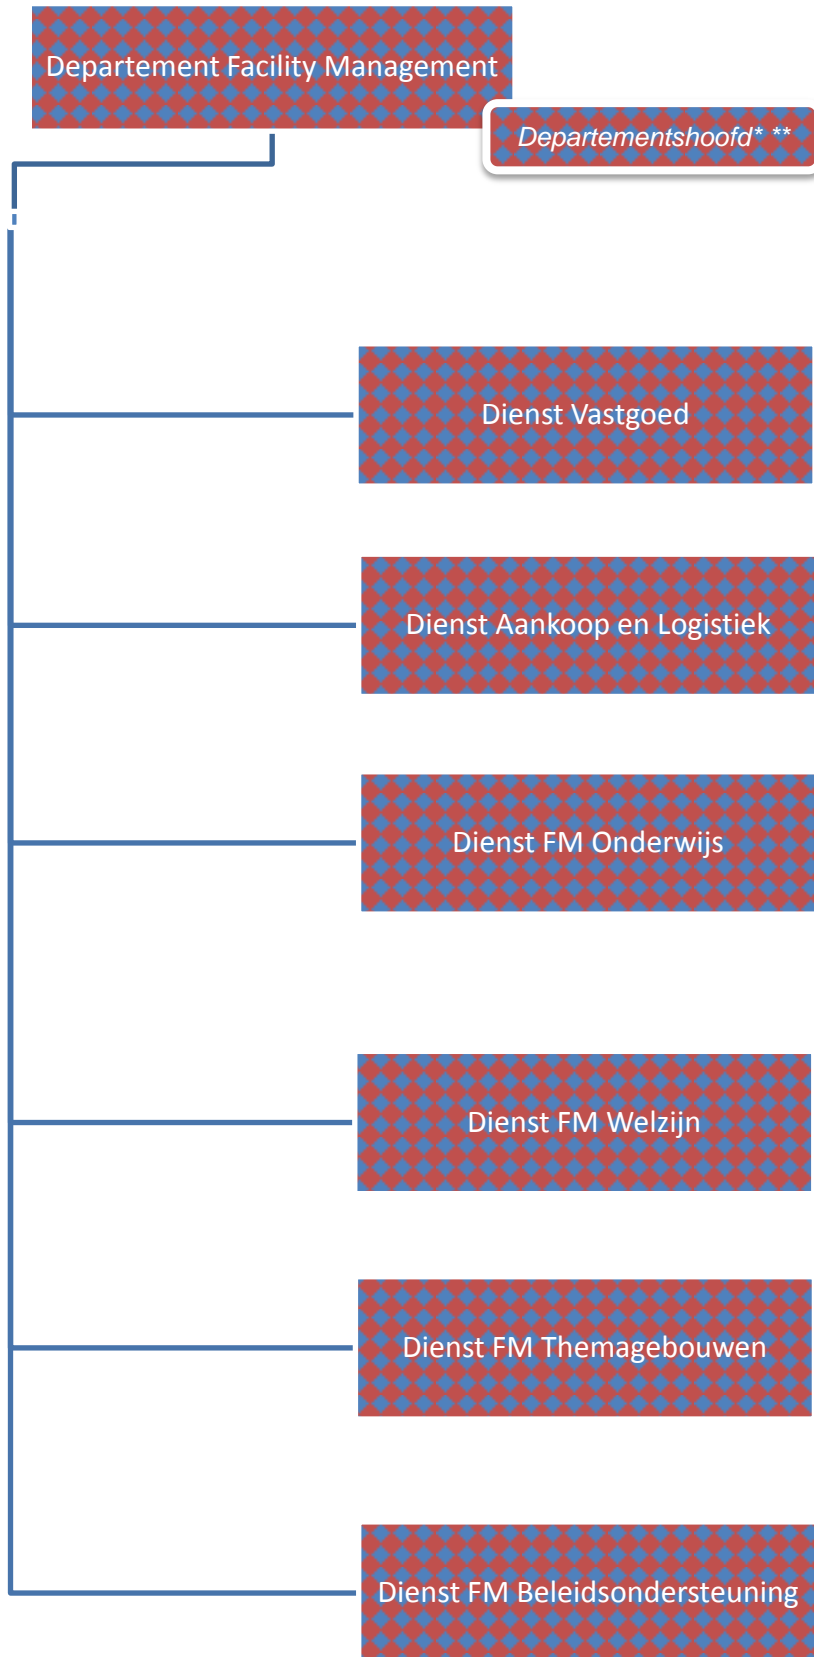 Departement Facility Management
Departementshoofd* **
Dienst Vastgoed
Dienst Aankoop en Logistiek
Dienst FM Onderwijs
Dienst FM Welzijn
Dienst FM Themagebouwen
Dienst FM Beleidsondersteuning